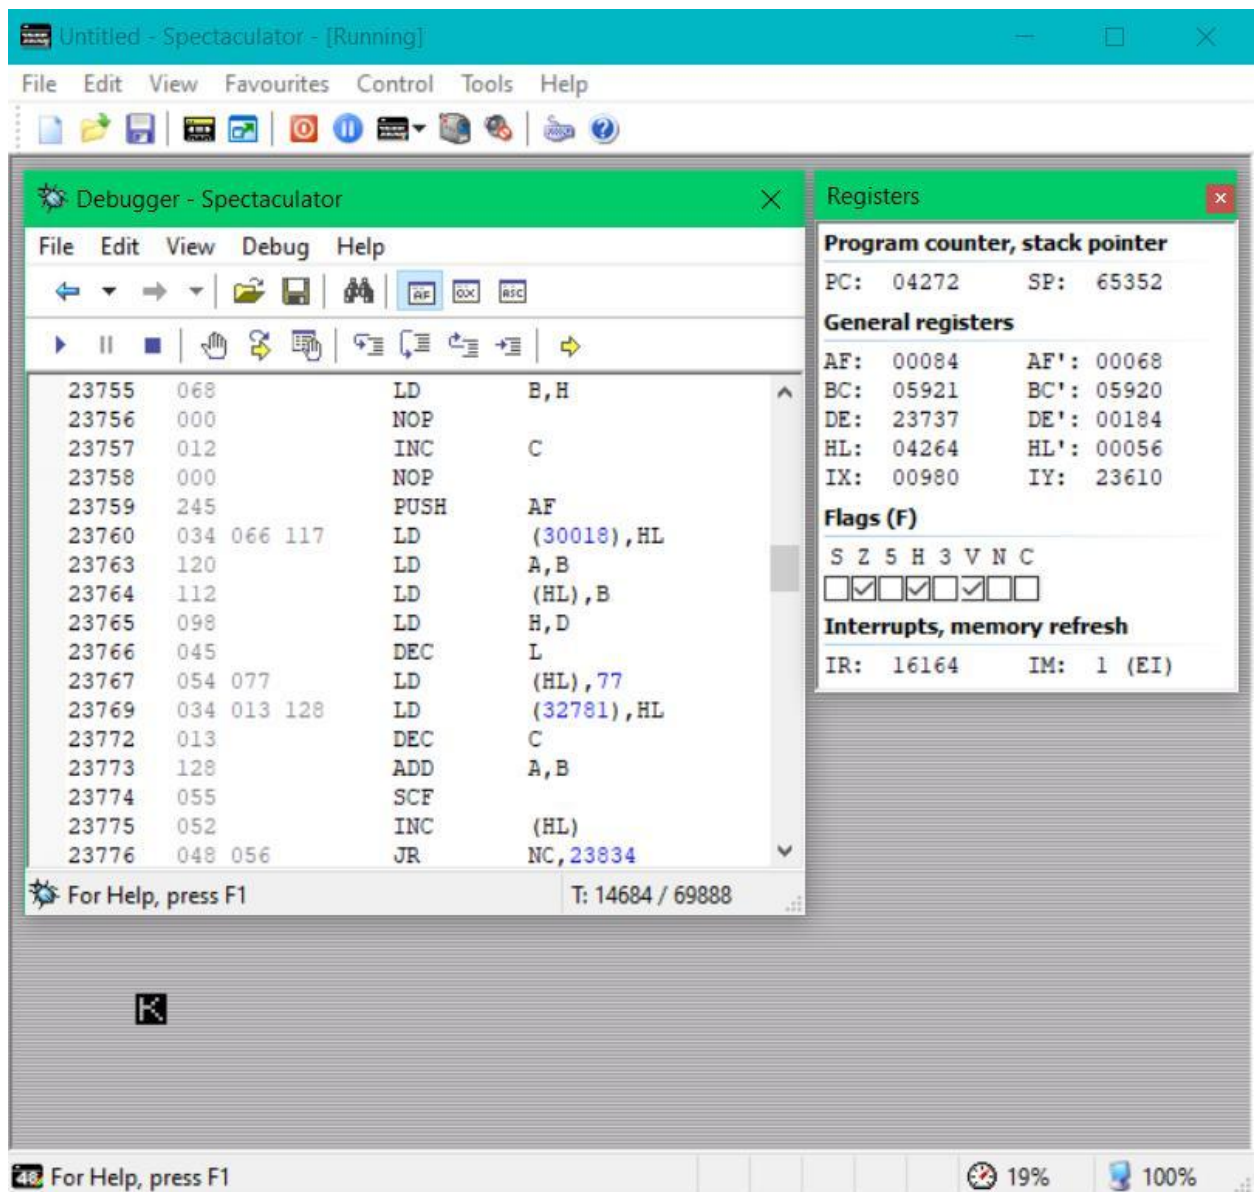 Untitled - Spectaculator - [Running]
File Edit View Favourites Control Tools Help
Debugger - Spectaculator
File Edit View Debug Help
23755 068 LD B,H
23756 000 NOP
23757 012 INC C
23758 000 NOP
23759 245 PUSH AF
23760 034 066 117 LD (30018),HL
23763 120 LD A,B
23764 112 LD (HL),B
23765 098 LD H,D
23766 045 DEC L
23767 054 077 LD (HL),77
23769 034 013 128 LD (32781),HL
23772 013 DEC C
23773 128 ADD A,B
23774 055 SCF
23775 052 INC (HL)
23776 048 056 JR NC,23834
For Help, press F1 T: 14684 / 69888
Registers
Program counter, stack pointer
PC: 04272 SP: 65352
General registers
AF: 00084 AF': 00068
BC: 05921 BC': 05920
DE: 23737 DE': 00184
HL: 04264 HL': 00056
IX: 00980 IY: 23610
Flags (F)
S Z 5 H 3 V N C
Interrupts, memory refresh
IR: 16164 IM: 1 (EI)
K
48 For Help, press F1 19% 100%